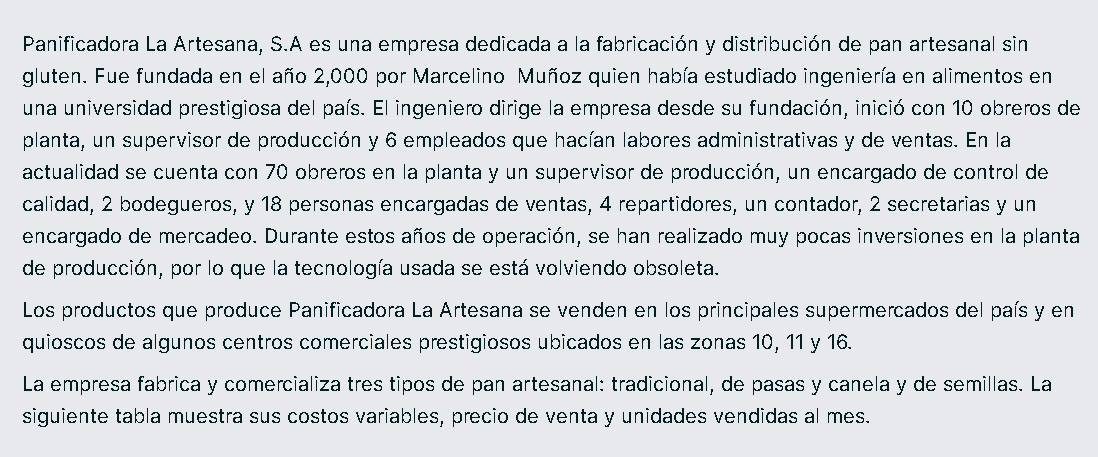 Panificadora La Artesana, S.A es una empresa dedicada a la fabricación y distribución de pan artesanal sin
gluten. Fue fundada en el año 2,000 por Marcelino  Muñoz quien había estudiado ingeniería en alimentos en
una universidad prestigiosa del país. El ingeniero dirige la empresa desde su fundación, inició con 10 obreros de
planta, un supervisor de producción y 6 empleados que hacían labores administrativas y de ventas. En la
actualidad se cuenta con 70 obreros en la planta y un supervisor de producción, un encargado de control de
calidad, 2 bodegueros, y 18 personas encargadas de ventas, 4 repartidores, un contador, 2 secretarias y un
encargado de mercadeo. Durante estos años de operación, se han realizado muy pocas inversiones en la planta
de producción, por lo que la tecnología usada se está volviendo obsoleta.
Los productos que produce Panificadora La Artesana se venden en los principales supermercados del país y en
quioscos de algunos centros comerciales prestigiosos ubicados en las zonas 10, 11 y 16.
La empresa fabrica y comercializa tres tipos de pan artesanal: tradicional, de pasas y canela y de semillas. La
siguiente tabla muestra sus costos variables, precio de venta y unidades vendidas al mes.